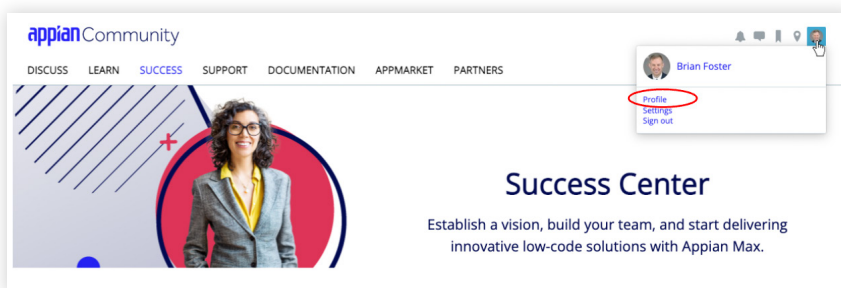 appian Community
DISCUSS LEARN SUCCESS SUPPORT DOCUMENTATION APPMARKET PARTNERS
Brian Foster
Profile
Settings
Sign out
Success Center
Establish a vision, build your team, and start delivering
innovative low-code solutions with Appian Max.